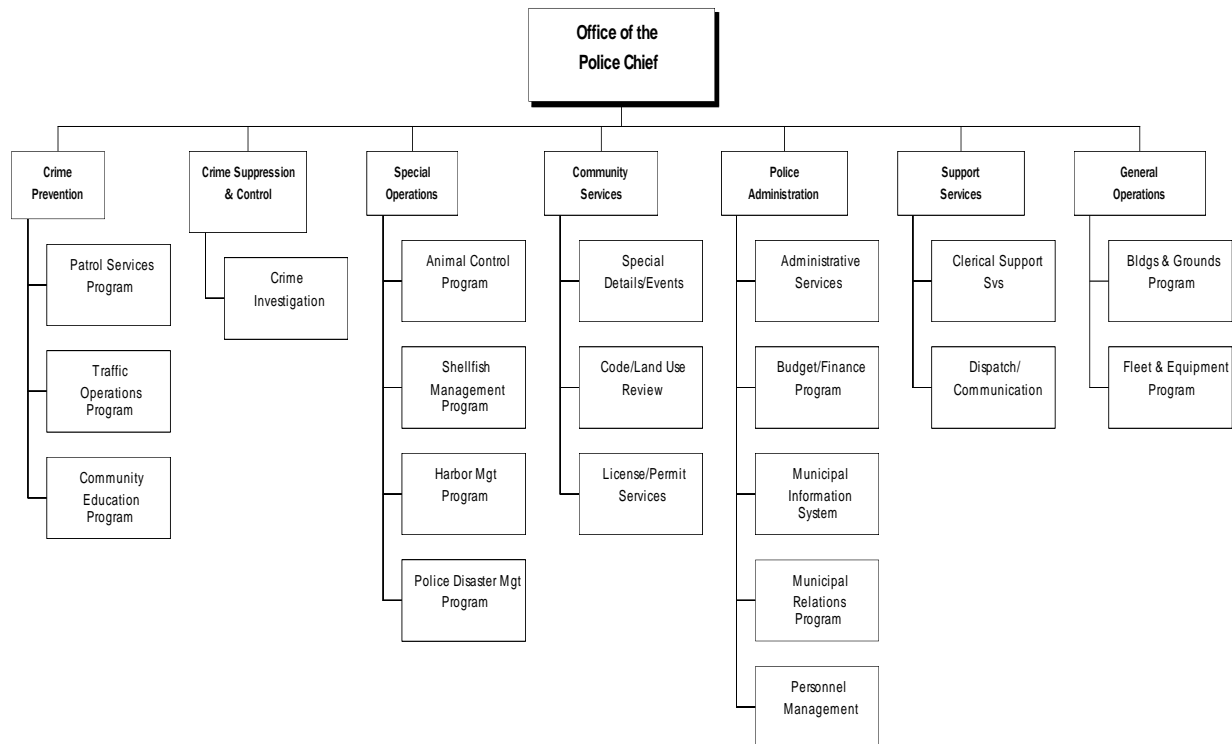 Office of the
Police Chief
Crime
Prevention
Patrol Services
Program
Traffic
Operations
Program
Community
Education
Program
Crime Suppression
& Control
Crime
Investigation
Special
Operations
Animal Control
Program
Shellfish
Management
Program
Harbor Mgt
Program
Police Disaster Mgt
Program
Community
Services
Special
Details/Events
Code/Land Use
Review
License/Permit
Services
Police
Administration
Administrative
Services
Budget/Finance
Program
Municipal
Information
System
Municipal
Relations
Program
Personnel
Management
Support
Services
Clerical Support
Svs
Dispatch/
Communication
General
Operations
Bldgs & Grounds
Program
Fleet & Equipment
Program